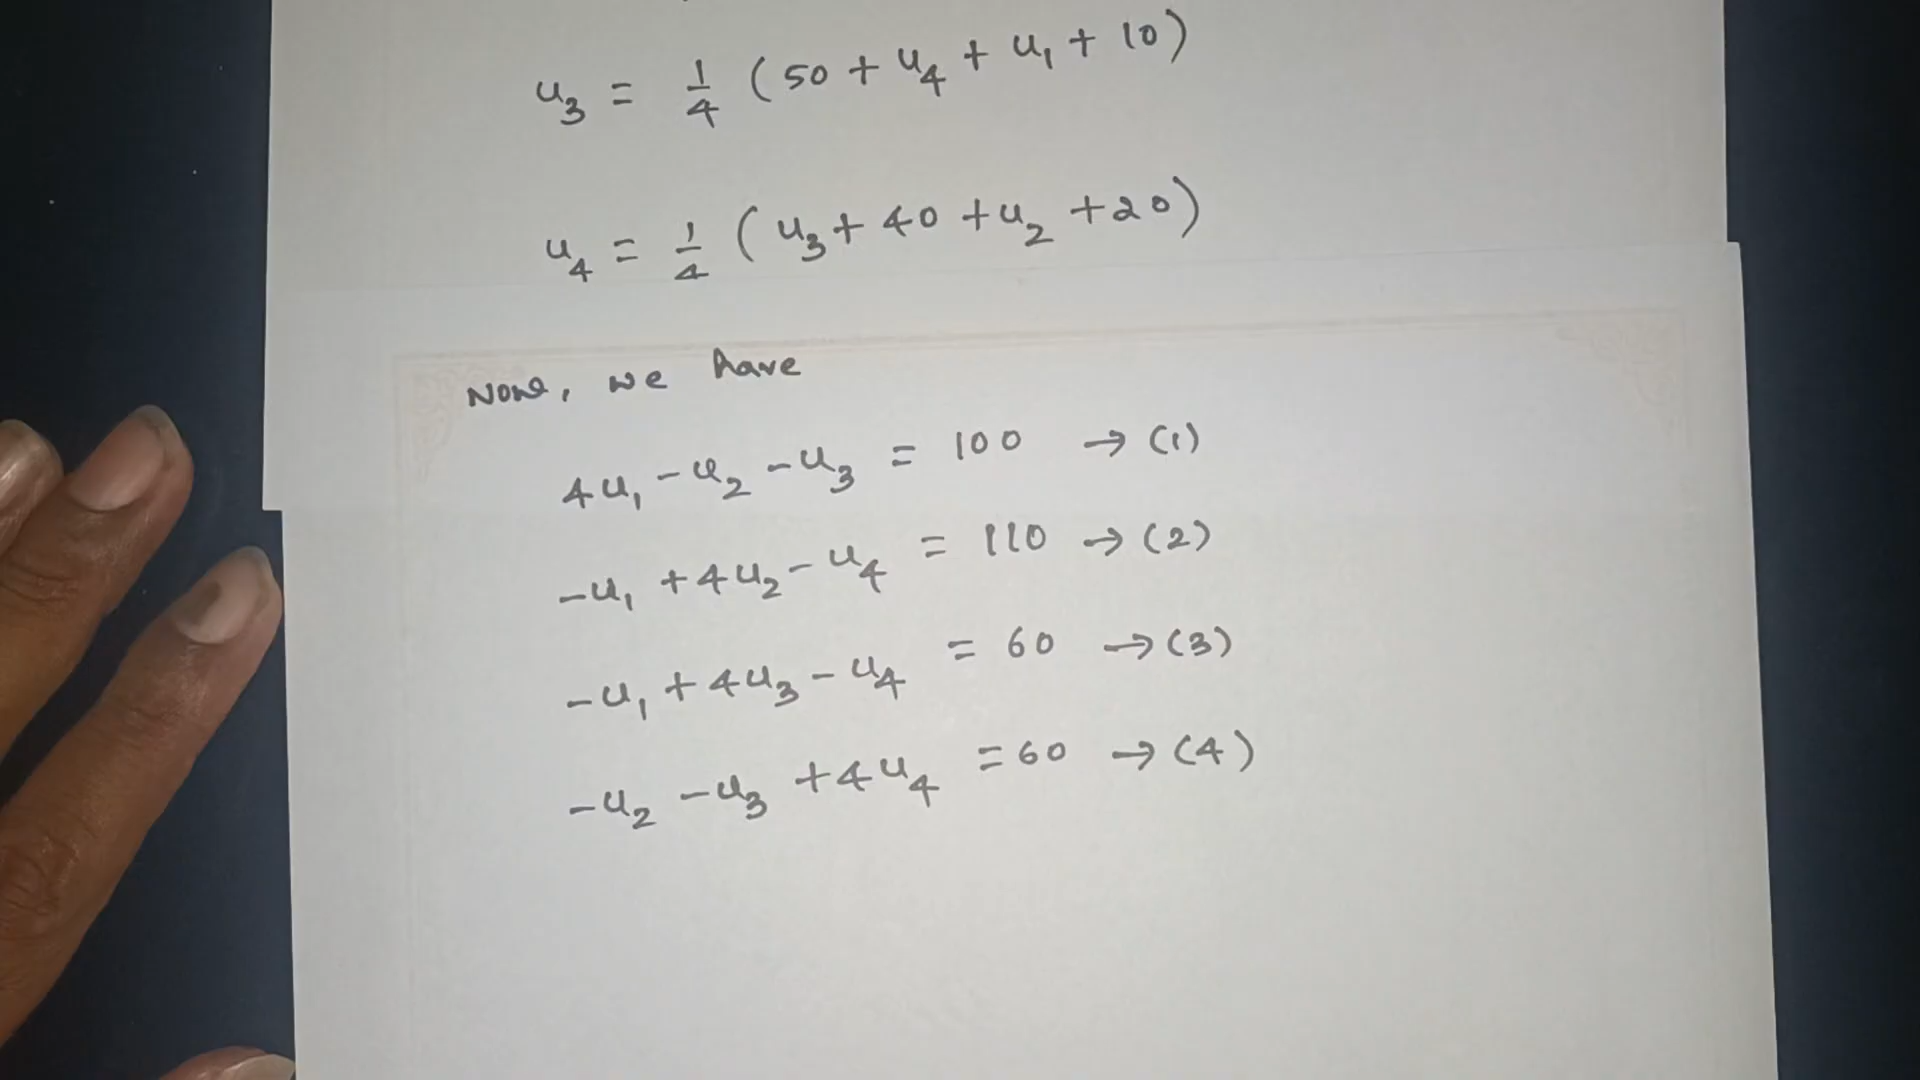 u₃ = 1/4 (50 + u₄ + u₁ + 10)
u₄ = 1/4 (u₃ + 40 + u₂ + 20)
Now, we have
4u₁ - u₂ - u₃ = 100 → (1)
-u₁ + 4u₂ - u₄ = 110 → (2)
-u₁ + 4u₃ - u₄ = 60 → (3)
-u₂ - u₃ + 4u₄ = 60 → (4)